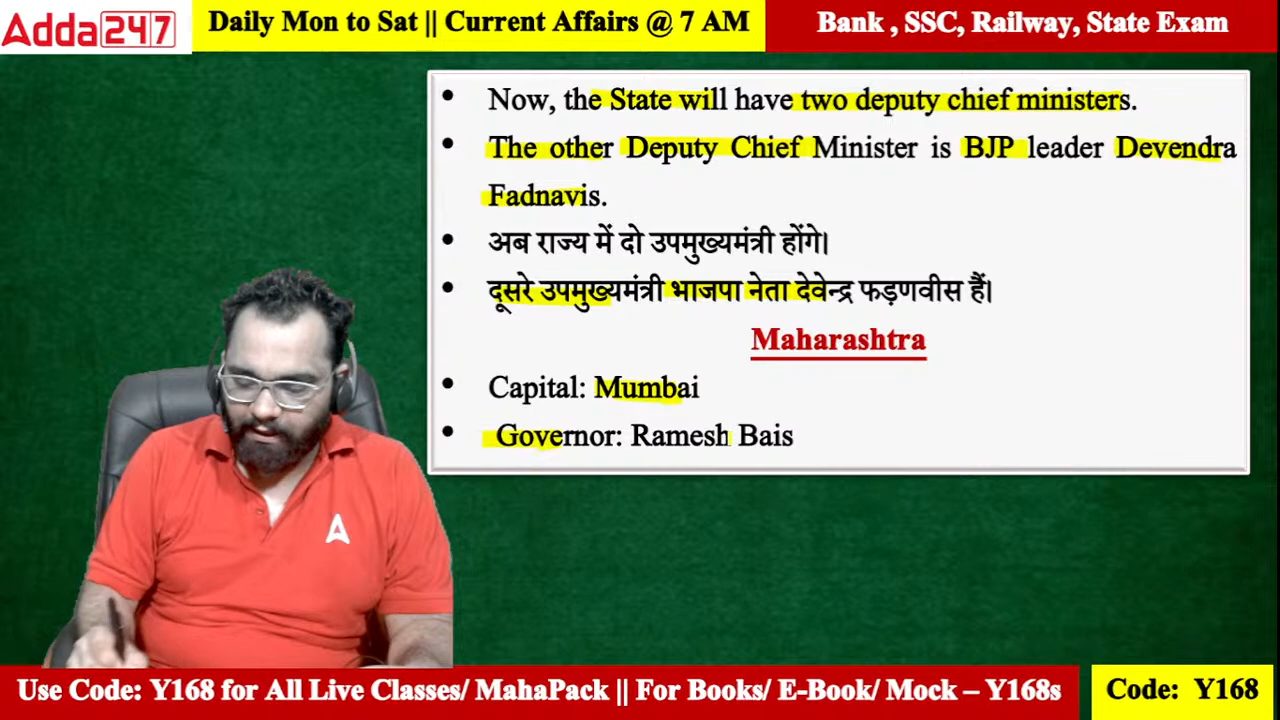 Adda247
Daily Mon to Sat || Current Affairs @ 7 AM
Bank , SSC, Railway, State Exam
• Now, the State will have two deputy chief ministers.
• The other Deputy Chief Minister is BJP leader Devendra
Fadnavis.
• अब राज्य में दो उपमुख्यमंत्री होंगे।
• दूसरे उपमुख्यमंत्री भाजपा नेता देवेन्द्र फड़णवीस हैं।
Maharashtra
• Capital: Mumbai
• Governor: Ramesh Bais
A
Use Code: Y168 for All Live Classes/ MahaPack || For Books/ E-Book/ Mock – Y168s
Code: Y168